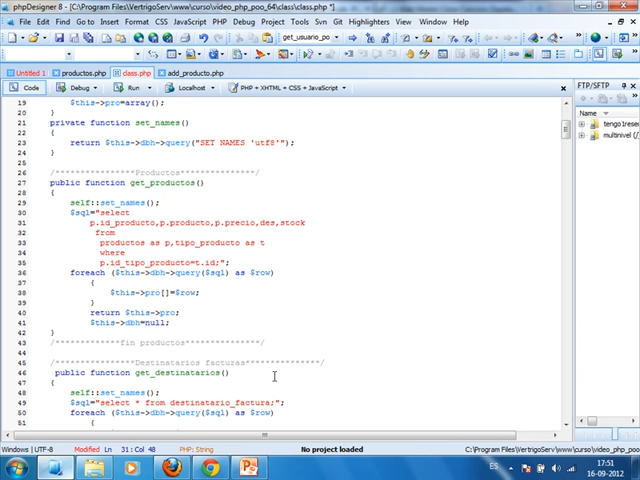 phpDesigner 8 - [C:\Program Files\VertrigoServ\www\curso\video_php_poo_64\class\class.php *]
File Edit Go to Insert Format CSS JavaScript PHP Debug Project Tools Svn Git Highlighters View Window Help
get_usuario_po
Untitled 1 productos.php class.php add_producto.php
Code Debug Run Localhost PHP + XHTML + CSS + JavaScript
FTP/SFTP
Name
tengo1rese
multinivel (/
19 $this->pro=array();
20 }
21 private function set_names()
22 {
23 return $this->dbh->query("SET NAMES 'utf8'");
24 }
25
26 /****************Productos***************/
27 public function get_productos()
28 {
29 self::set_names();
30 $sql="select
31 p.id_producto,p.producto,p.precio,des,stock
32 from
33 productos as p,tipo_producto as t
34 where
35 p.id_tipo_producto=t.id;";
36 foreach ($this->dbh->query($sql) as $row)
37 {
38 $this->pro[]=$row;
39 }
40 return $this->pro;
41 $this->dbh=null;
42 }
43 /****************fin productos***************/
44
45 /****************Destinatarios facturas***************/
46 public function get_destinatarios()
47 {
48 self::set_names();
49 $sql="select * from destinatario_factura;";
50 foreach ($this->dbh->query($sql) as $row)
51 {
Windows | UTF-8 Modified Ln 31 : Col 48 PHP: String No project loaded C:\Program Files\VertrigoServ\www\curso\video_php_poo
ES 17:51
16-09-2012